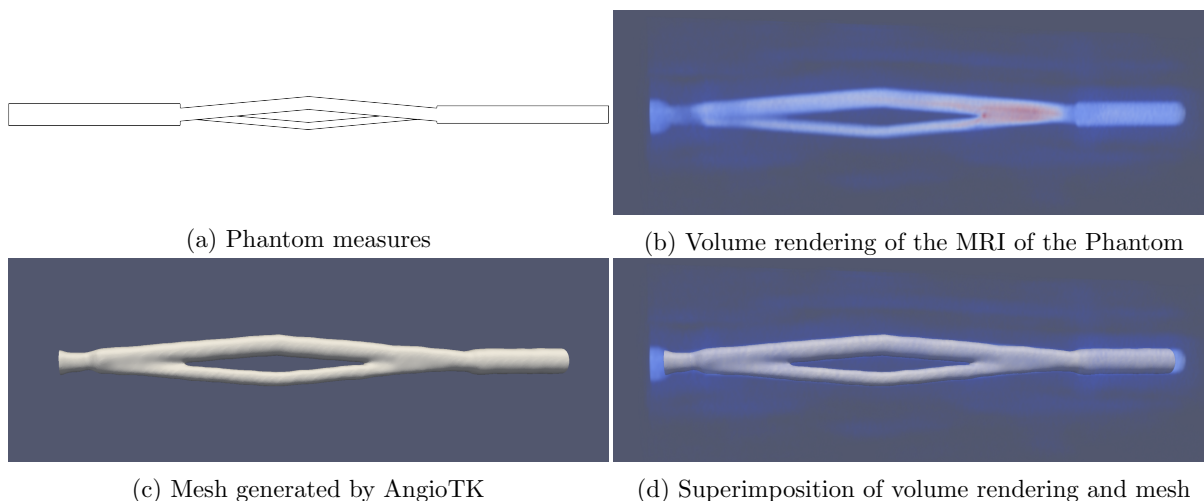 (a) Phantom measures
(b) Volume rendering of the MRI of the Phantom
(c) Mesh generated by AngioTK
(d) Superimposition of volume rendering and mesh